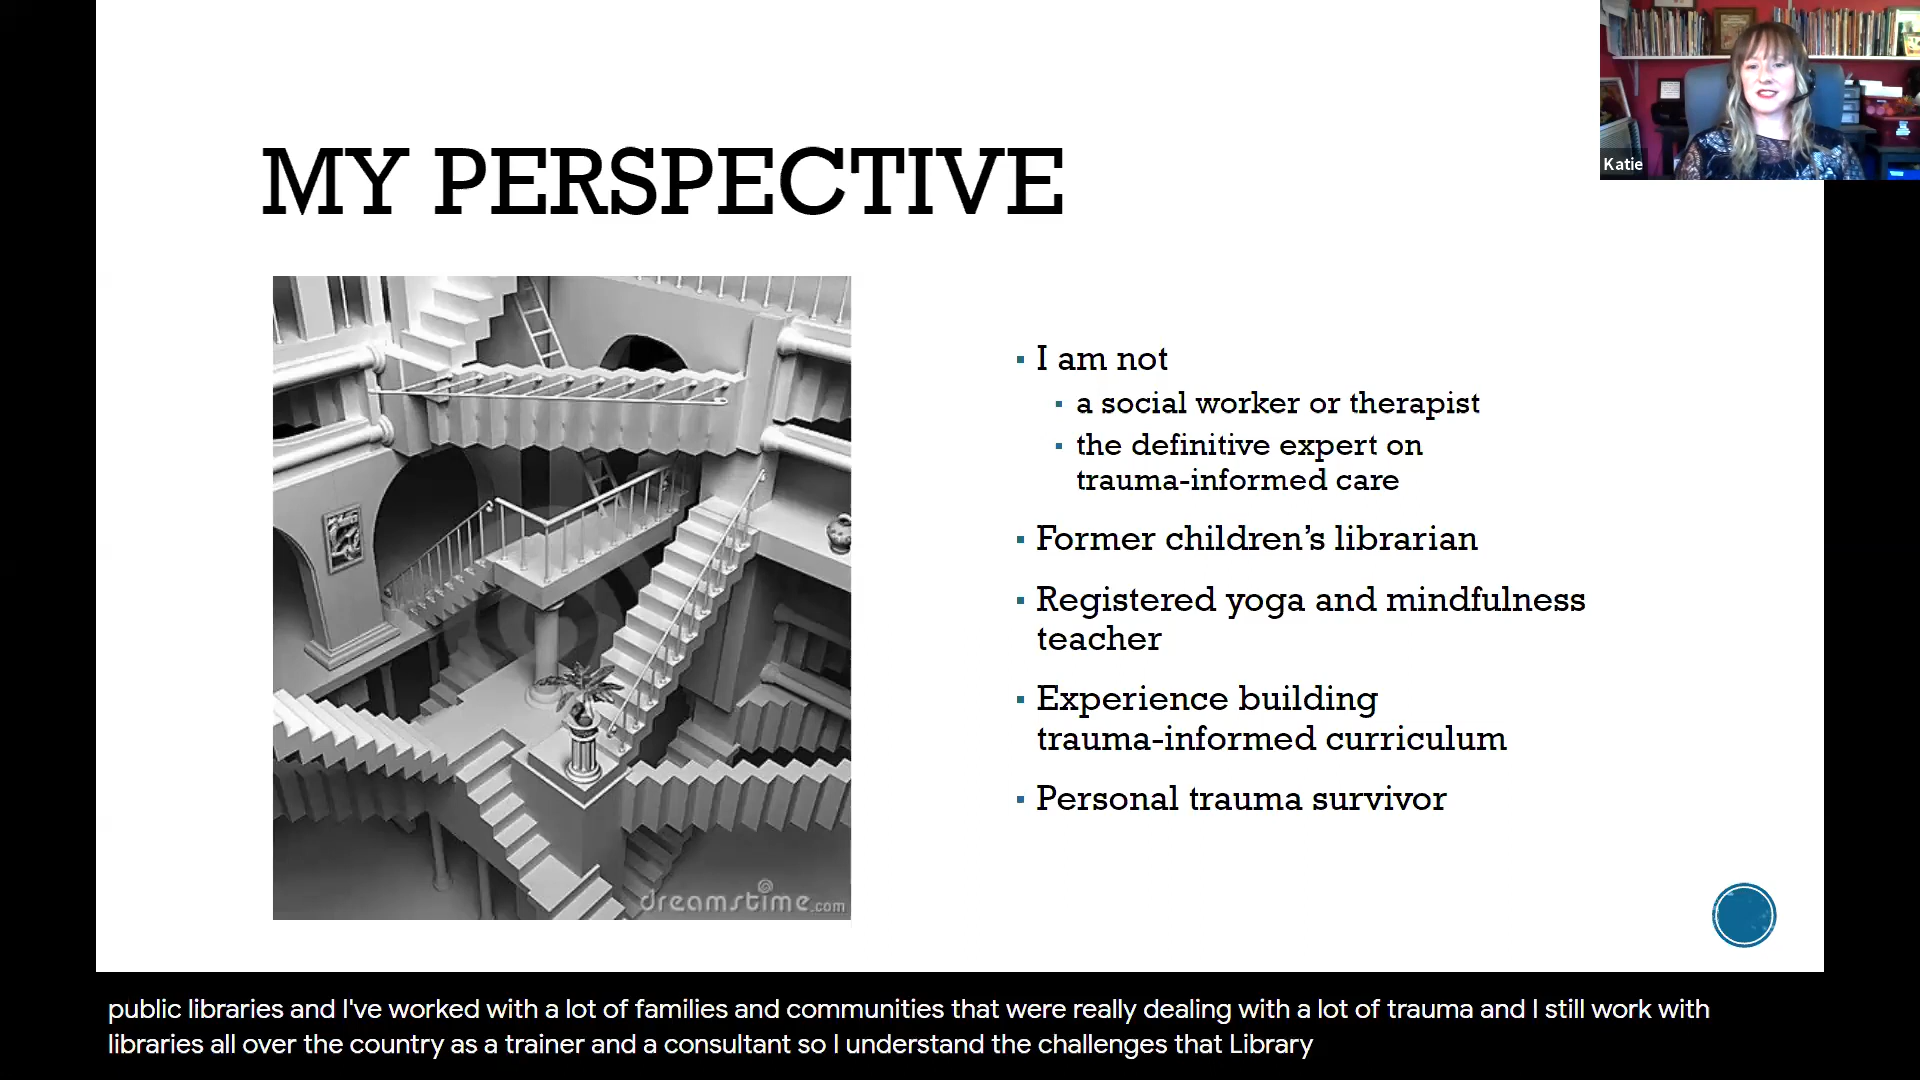 MY PERSPECTIVE
Katie
▪ I am not
▪ a social worker or therapist
▪ the definitive expert on
trauma-informed care
▪ Former children’s librarian
▪ Registered yoga and mindfulness
teacher
▪ Experience building
trauma-informed curriculum
▪ Personal trauma survivor
dreamstime.com
public libraries and I've worked with a lot of families and communities that were really dealing with a lot of trauma and I still work with
libraries all over the country as a trainer and a consultant so I understand the challenges that Library